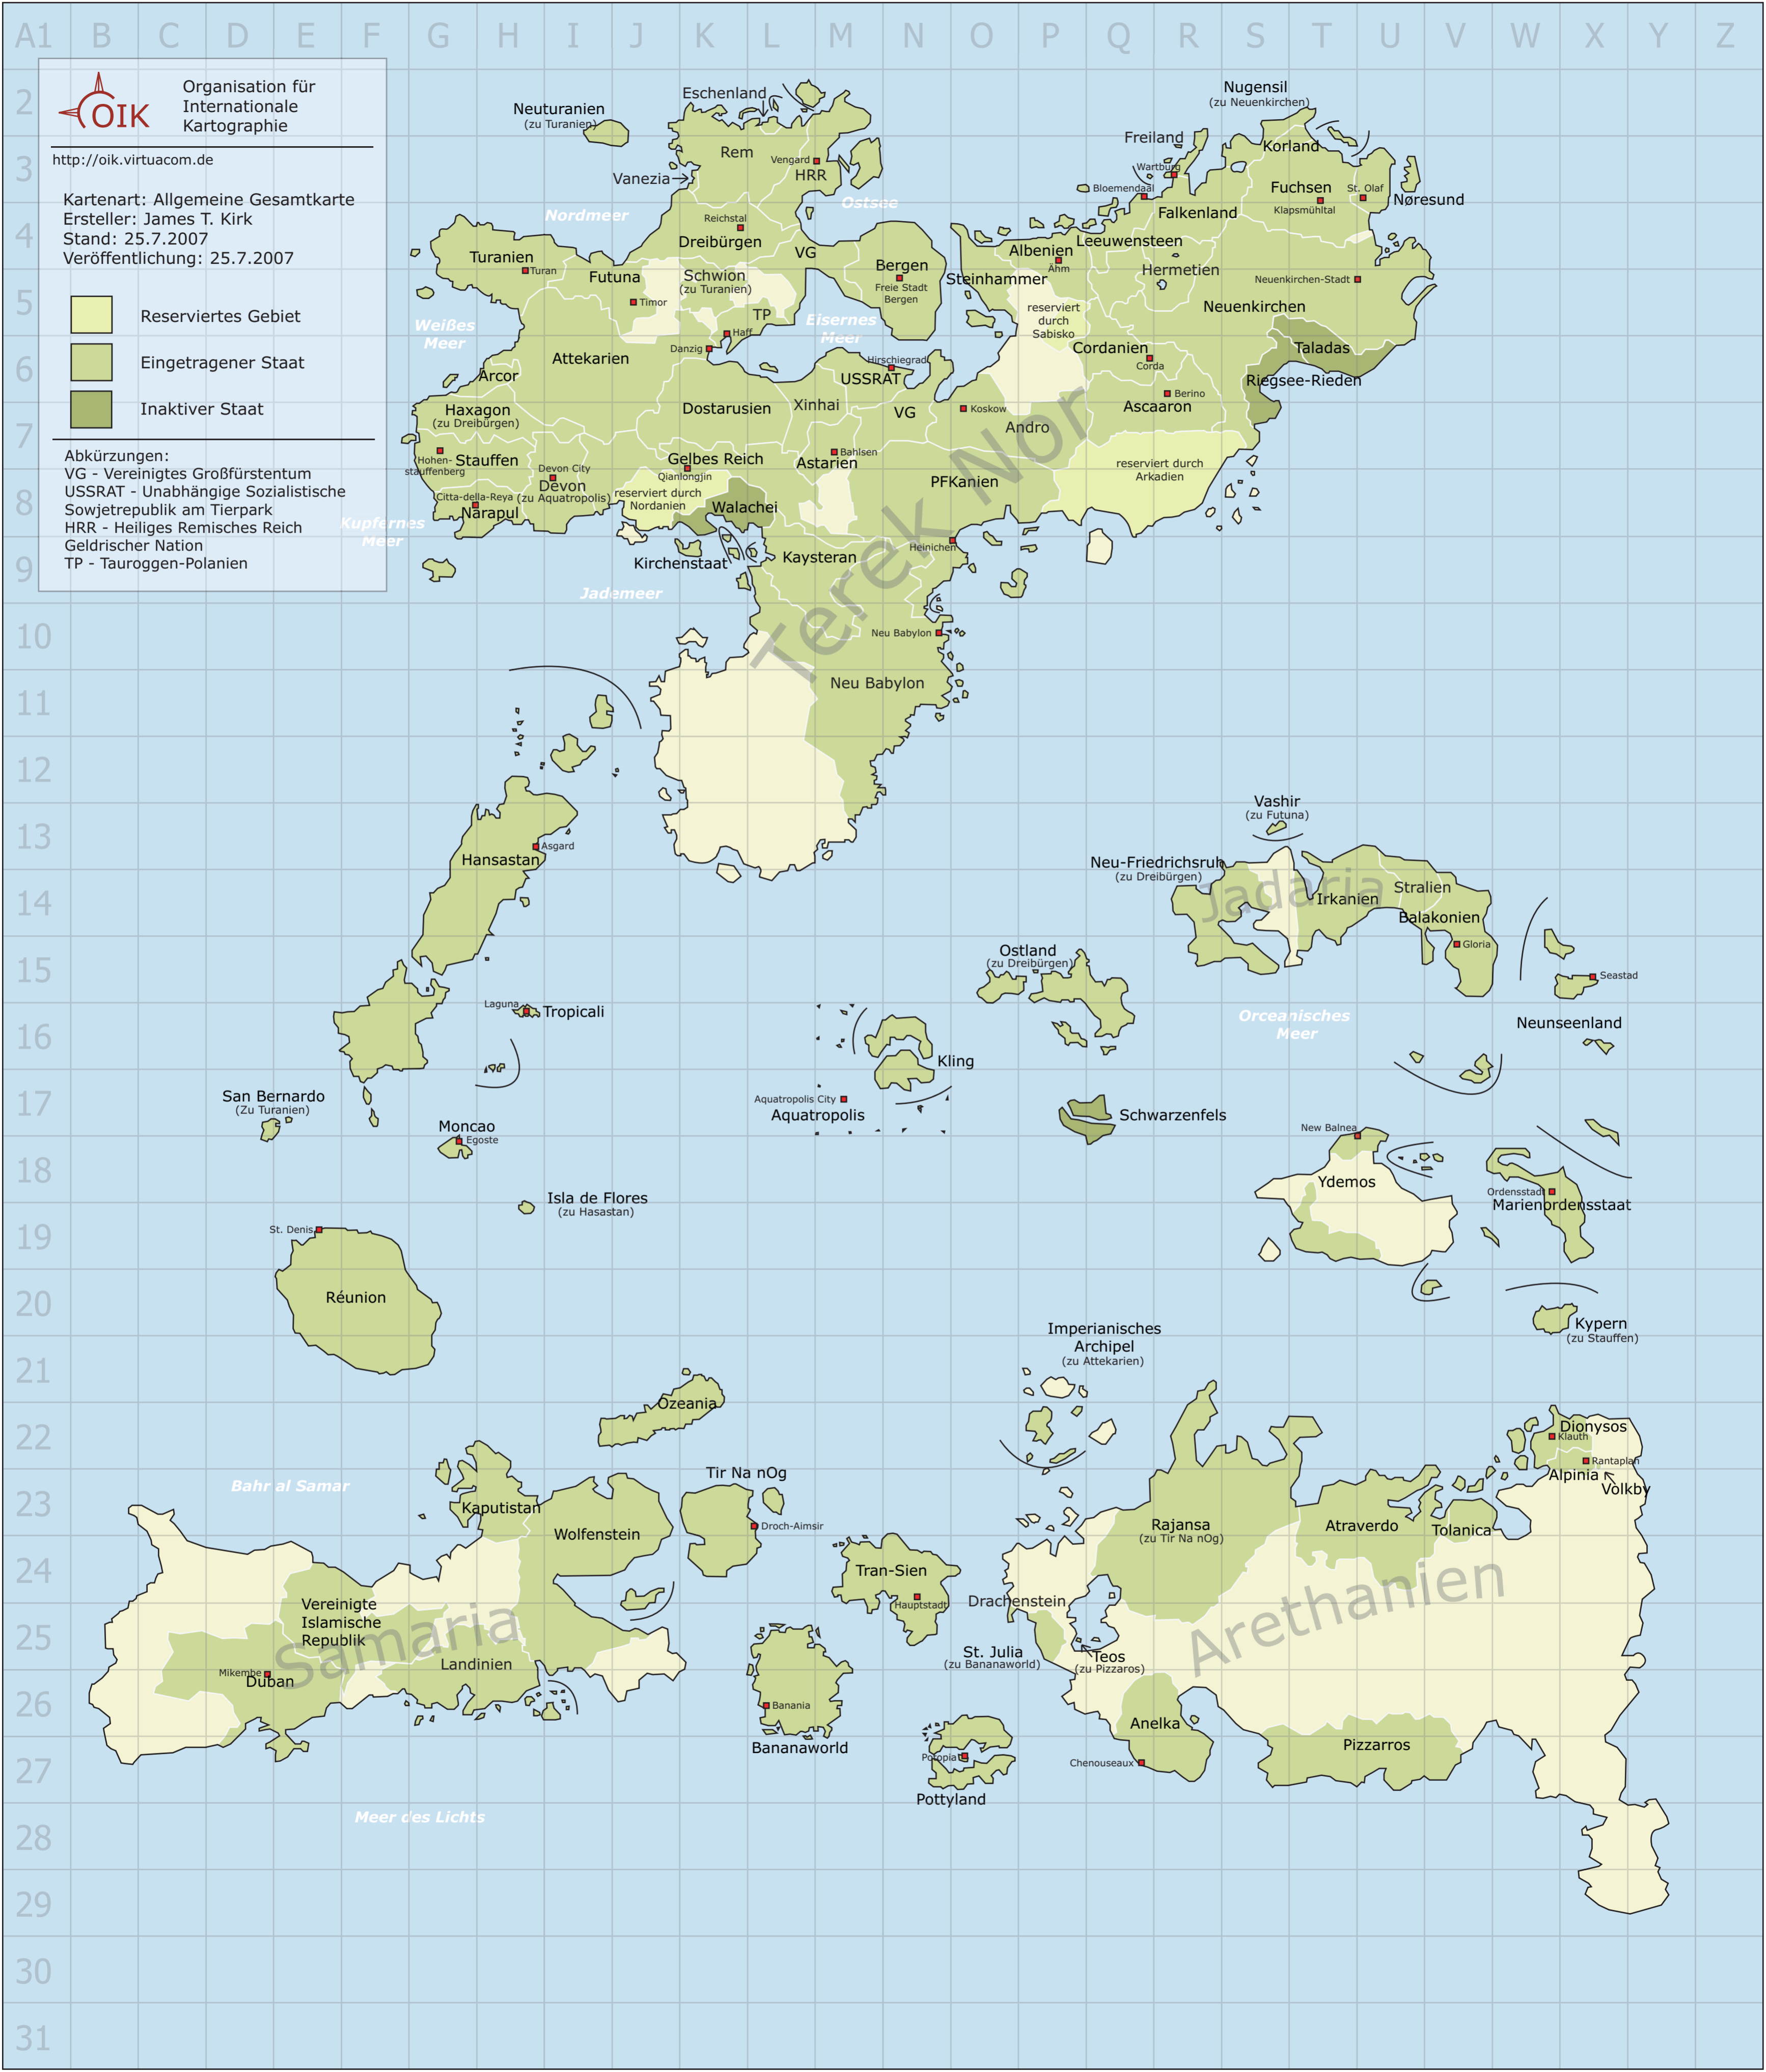 A1 B C D E F G H I J K L M N O P Q R S T U V W X Y Z
2
3
4
5
6
7
8
9
10
11
12
13
14
15
16
17
18
19
20
21
22
23
24
25
26
27
28
29
30
31
OIK
Organisation für
Internationale
Kartographie
http://oik.virtuacom.de
Kartenart: Allgemeine Gesamtkarte
Ersteller: James T. Kirk
Stand: 25.7.2007
Veröffentlichung: 25.7.2007
Reserviertes Gebiet
Eingetragener Staat
Inaktiver Staat
Abkürzungen:
VG - Vereinigtes Großfürstentum
USSRAT - Unabhängige Sozialistische
Sowjetrepublik am Tierpark
HRR - Heiliges Remisches Reich
Geldrischer Nation
TP - Tauroggen-Polanien
Neuturanien
(zu Turanien)
Eschenland
Rem
Vengard
HRR
Vanezia
Nordmeer
Ostsee
Reichstal
Dreibürgen
VG
Turanien
Turan
Futuna
Timor
Schwion
(zu Turanien)
TP
Haff
Danzig
Bergen
Freie Stadt
Bergen
Weißes
Meer
Eisernes
Meer
Attekarien
Arcor
Haxagon
(zu Dreibürgen)
Dostarusien
Xinhai
Hirschiegrad
USSRAT
VG
Hohen-
stauffenberg
Stauffen
Devon City
Devon
(zu Aquatropolis)
Citta-della-Reya
Narapul
Gelbes Reich
Qianlongjin
reserviert durch
Nordanien
Walachei
Bahlsen
Astarien
Kupfernes
Meer
Kirchenstaat
Jademeer
Kaysteran
Heinichen
PFKanien
Neu Babylon
Neu Babylon
Terek Nor
Nugensil
(zu Neuenkirchen)
Freiland
Wartburg
Bloemendaal
Korland
Fuchsen
Klapsmühltal
St. Olaf
Nøresund
Falkenland
Leeuwensteen
Albenien
Ähm
Steinhammer
Hermetien
Neuenkirchen-Stadt
Neuenkirchen
reserviert
durch
Sabisko
Cordanien
Corda
Taladas
Riegsee-Rieden
Berino
Ascaaron
Koskow
Andro
reserviert durch
Arkadien
Hansastan
Asgard
Laguna
Tropicali
San Bernardo
(Zu Turanien)
Moncao
Egoste
Isla de Flores
(zu Hasastan)
St. Denis
Réunion
Vashir
(zu Futuna)
Neu-Friedrichsruh
(zu Dreibürgen)
Jadaria
Irkanien
Stralien
Balakonien
Gloria
Ostland
(zu Dreibürgen)
Seastad
Neunseenland
Orceanisches
Meer
Kling
Aquatropolis City
Aquatropolis
Schwarzenfels
New Balnea
Ydemos
Ordensstadt
Marienordensstaat
Kypern
(zu Stauffen)
Imperianisches
Archipel
(zu Attekarien)
Ozeania
Bahr al Samar
Kaputistan
Wolfenstein
Tir Na nOg
Droch-Aimsir
Vereinigte
Islamische
Republik
Samaria
Landinien
Mikembe
Duban
Meer des Lichts
Tran-Sien
Hauptstadt
Banania
Bananaworld
Potopia
Pottyland
Drachenstein
St. Julia
(zu Bananaworld)
Teos
(zu Pizzaros)
Rajansa
(zu Tir Na nOg)
Atraverdo
Tolanica
Dionysos
Klauth
Rantaplan
Alpinia
Volkby
Arethanien
Anelka
Chenouseaux
Pizzarros